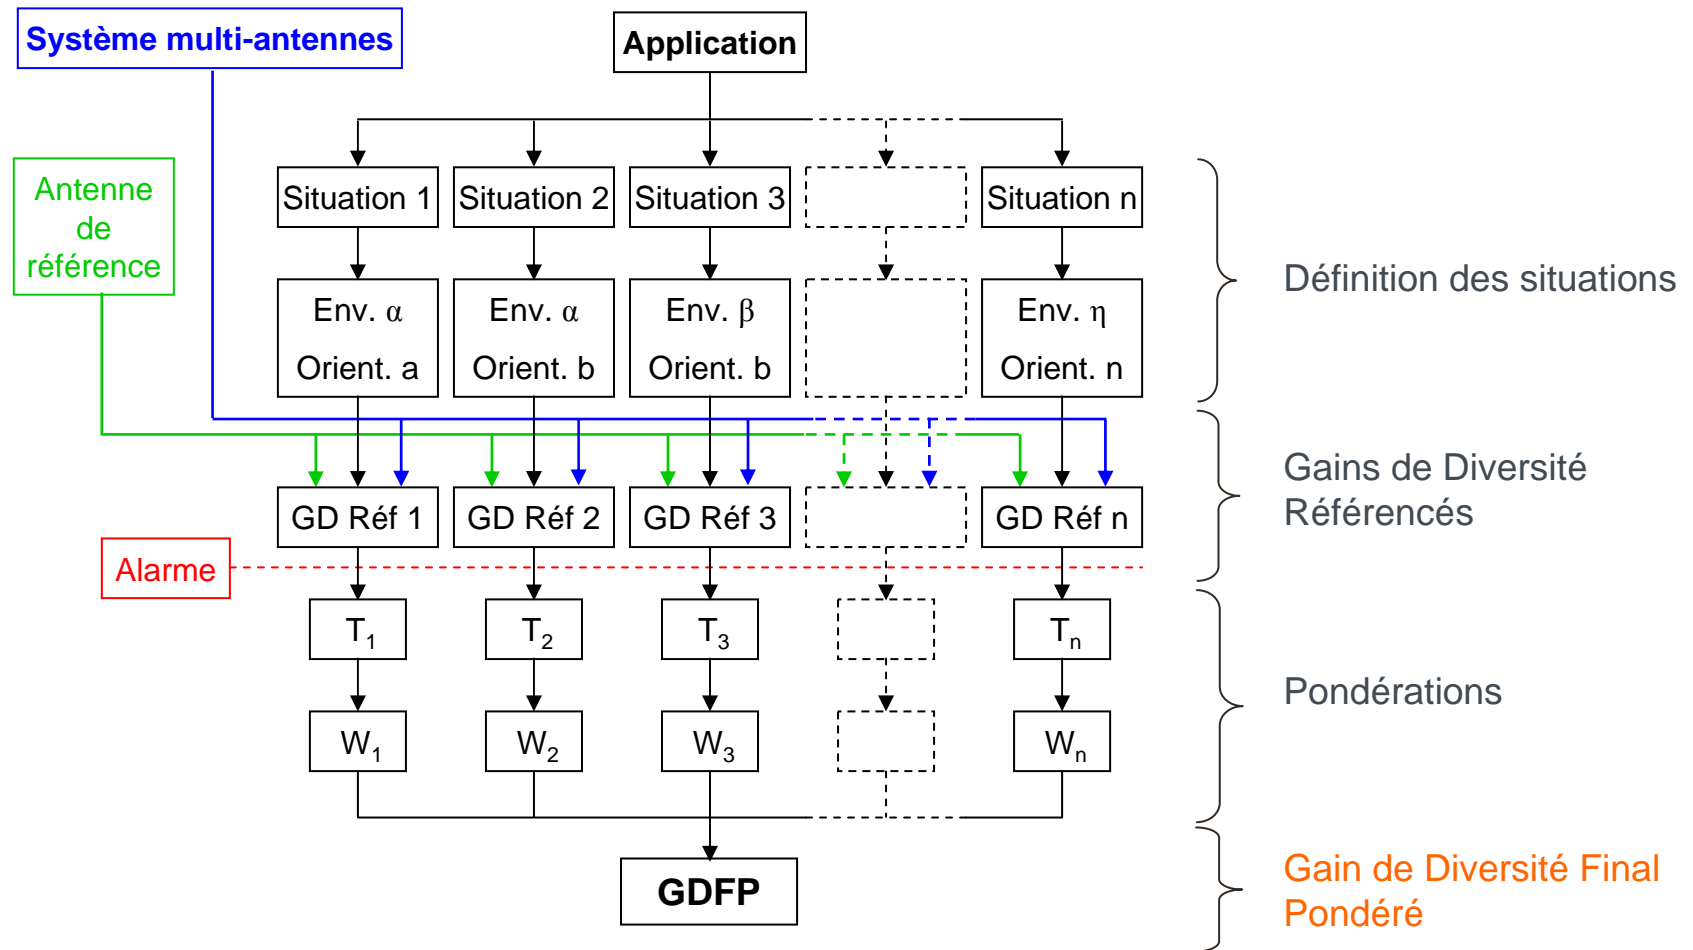 Système multi-antennes
Application
Antenne
de
référence
Situation 1
Situation 2
Situation 3
Situation n
Définition des situations
Env. α
Orient. a
Env. α
Orient. b
Env. β
Orient. b
Env. η
Orient. n
Gains de Diversité
Référencés
GD Réf 1
GD Réf 2
GD Réf 3
GD Réf n
Alarme
T1
T2
T3
Tn
Pondérations
W1
W2
W3
Wn
GDFP
Gain de Diversité Final
Pondéré